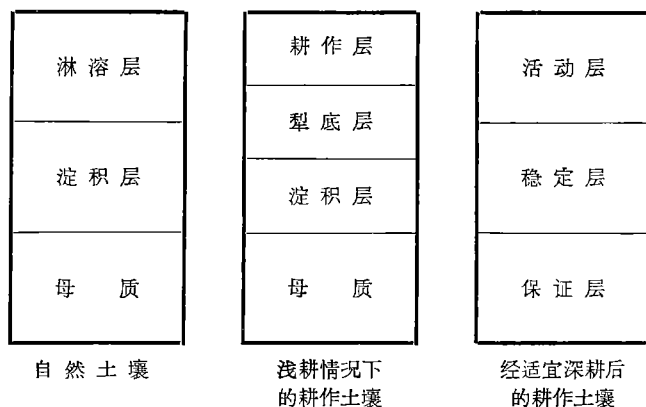 淋溶层
淀积层
母 质
自然土壤
耕作层
犁底层
淀积层
母 质
浅耕情况下
的耕作土壤
活动层
稳定层
保证层
经适宜深耕后
的耕作土壤